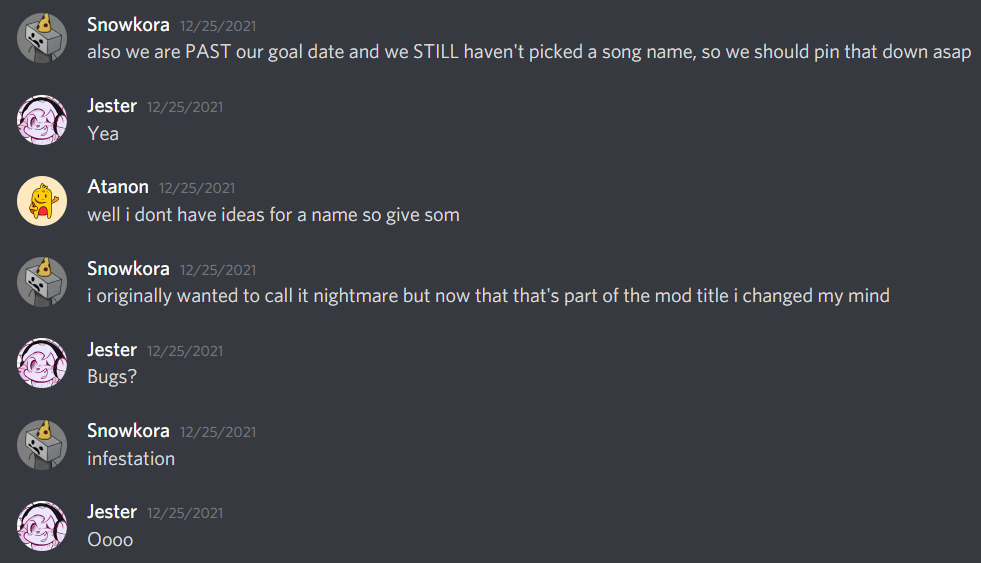 Snowkora 12/25/2021
also we are PAST our goal date and we STILL haven't picked a song name, so we should pin that down asap
Jester 12/25/2021
Yea
Atanon 12/25/2021
well i dont have ideas for a name so give som
Snowkora 12/25/2021
i originally wanted to call it nightmare but now that that's part of the mod title i changed my mind
Jester 12/25/2021
Bugs?
Snowkora 12/25/2021
infestation
Jester 12/25/2021
Oooo